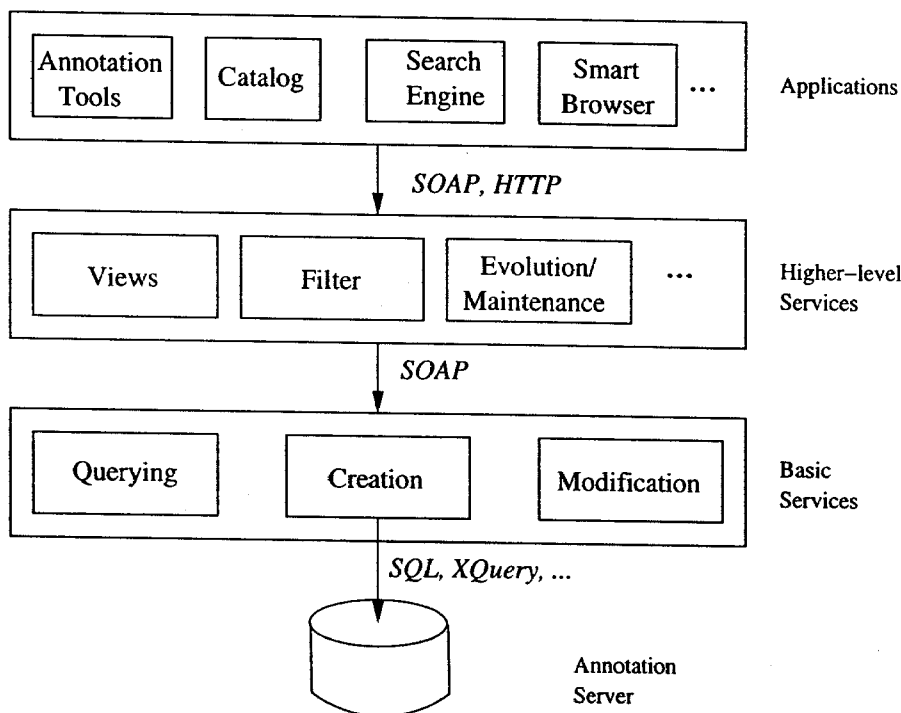 Annotation
Tools
Catalog
Search
Engine
Smart
Browser
...
Applications
SOAP, HTTP
Views
Filter
Evolution/
Maintenance
...
Higher–level
Services
SOAP
Querying
Creation
Modification
Basic
Services
SQL, XQuery, ...
Annotation
Server